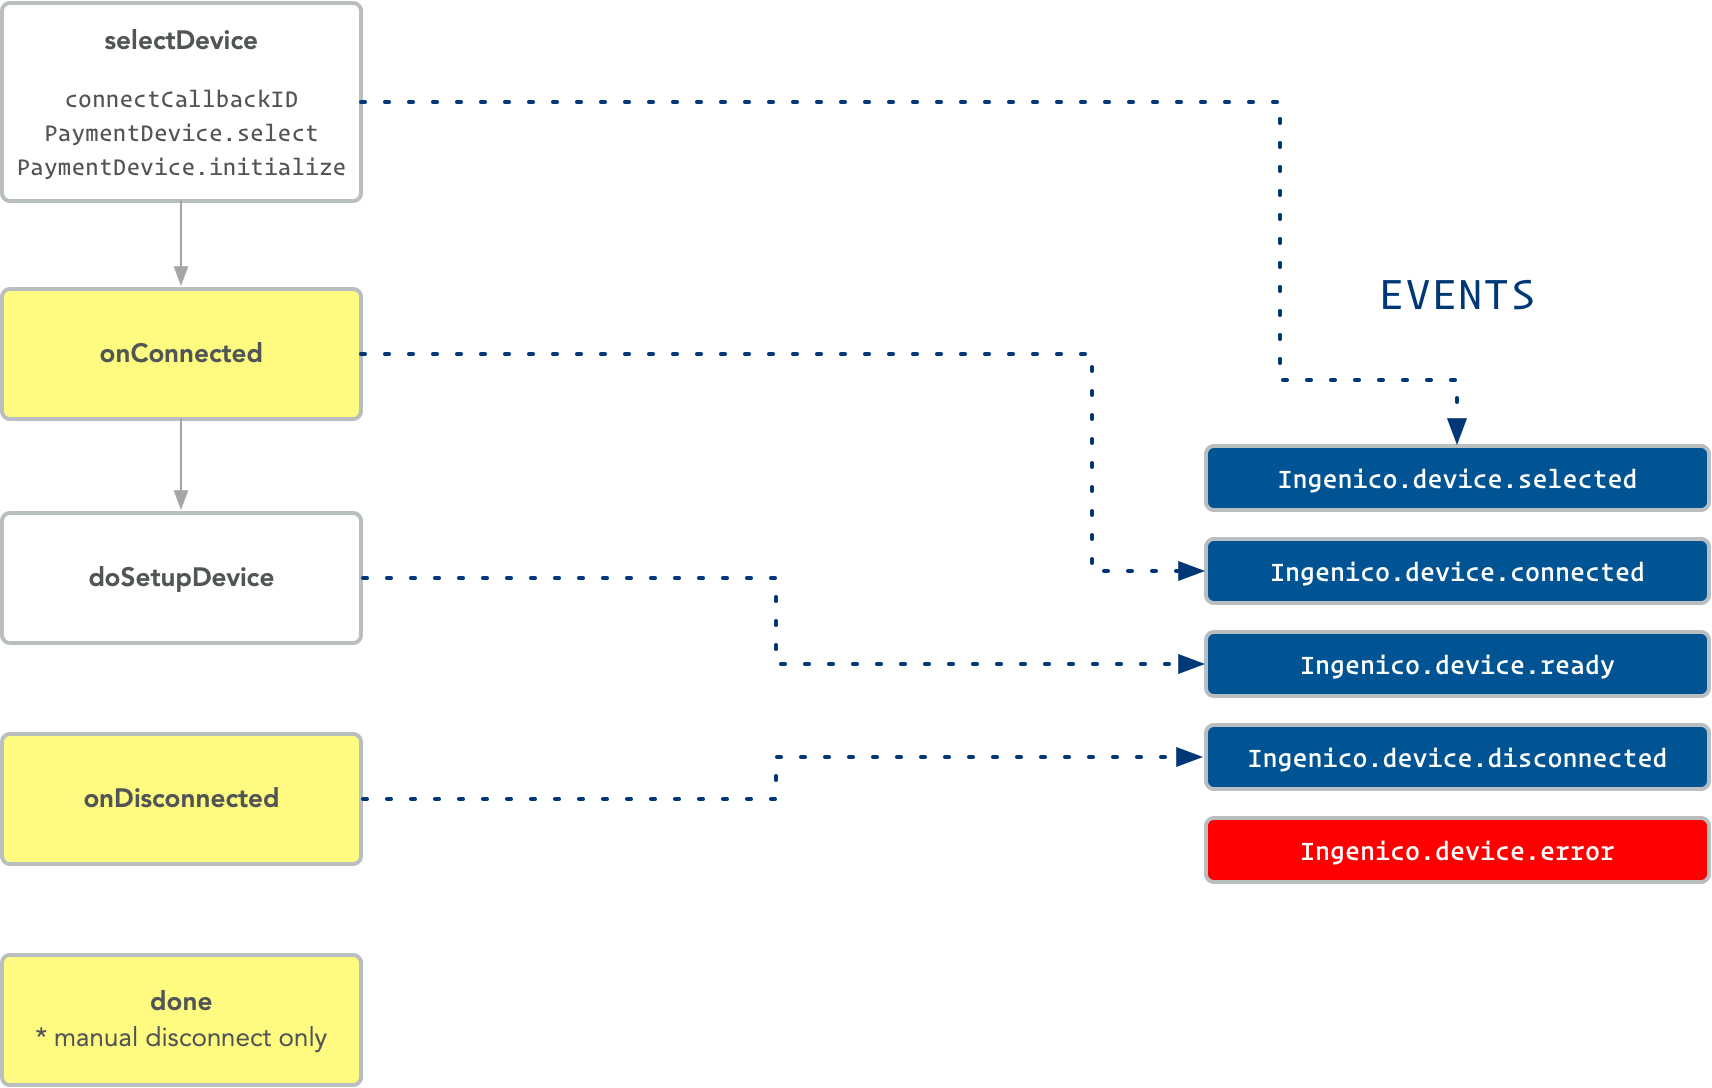 selectDevice
connectCallbackID
PaymentDevice.select
PaymentDevice.initialize
onConnected
doSetupDevice
onDisconnected
done
* manual disconnect only
EVENTS
Ingenico.device.selected
Ingenico.device.connected
Ingenico.device.ready
Ingenico.device.disconnected
Ingenico.device.error